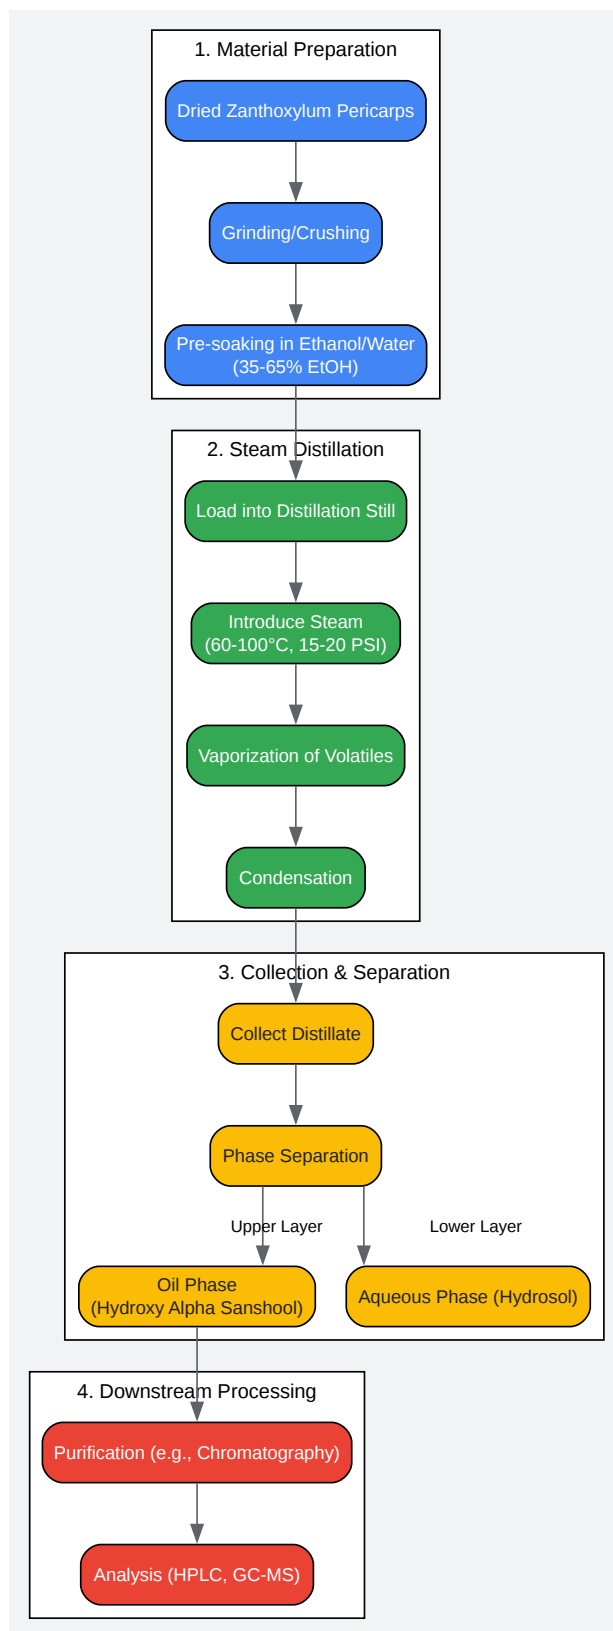 1. Material Preparation
Dried Zanthoxylum Pericarps
Grinding/Crushing
Pre-soaking in Ethanol/Water
(35-65% EtOH)
2. Steam Distillation
Load into Distillation Still
Introduce Steam
(60-100°C, 15-20 PSI)
Vaporization of Volatiles
Condensation
3. Collection & Separation
Collect Distillate
Phase Separation
Upper Layer
Lower Layer
Oil Phase
(Hydroxy Alpha Sanshool)
Aqueous Phase (Hydrosol)
4. Downstream Processing
Purification (e.g., Chromatography)
Analysis (HPLC, GC-MS)